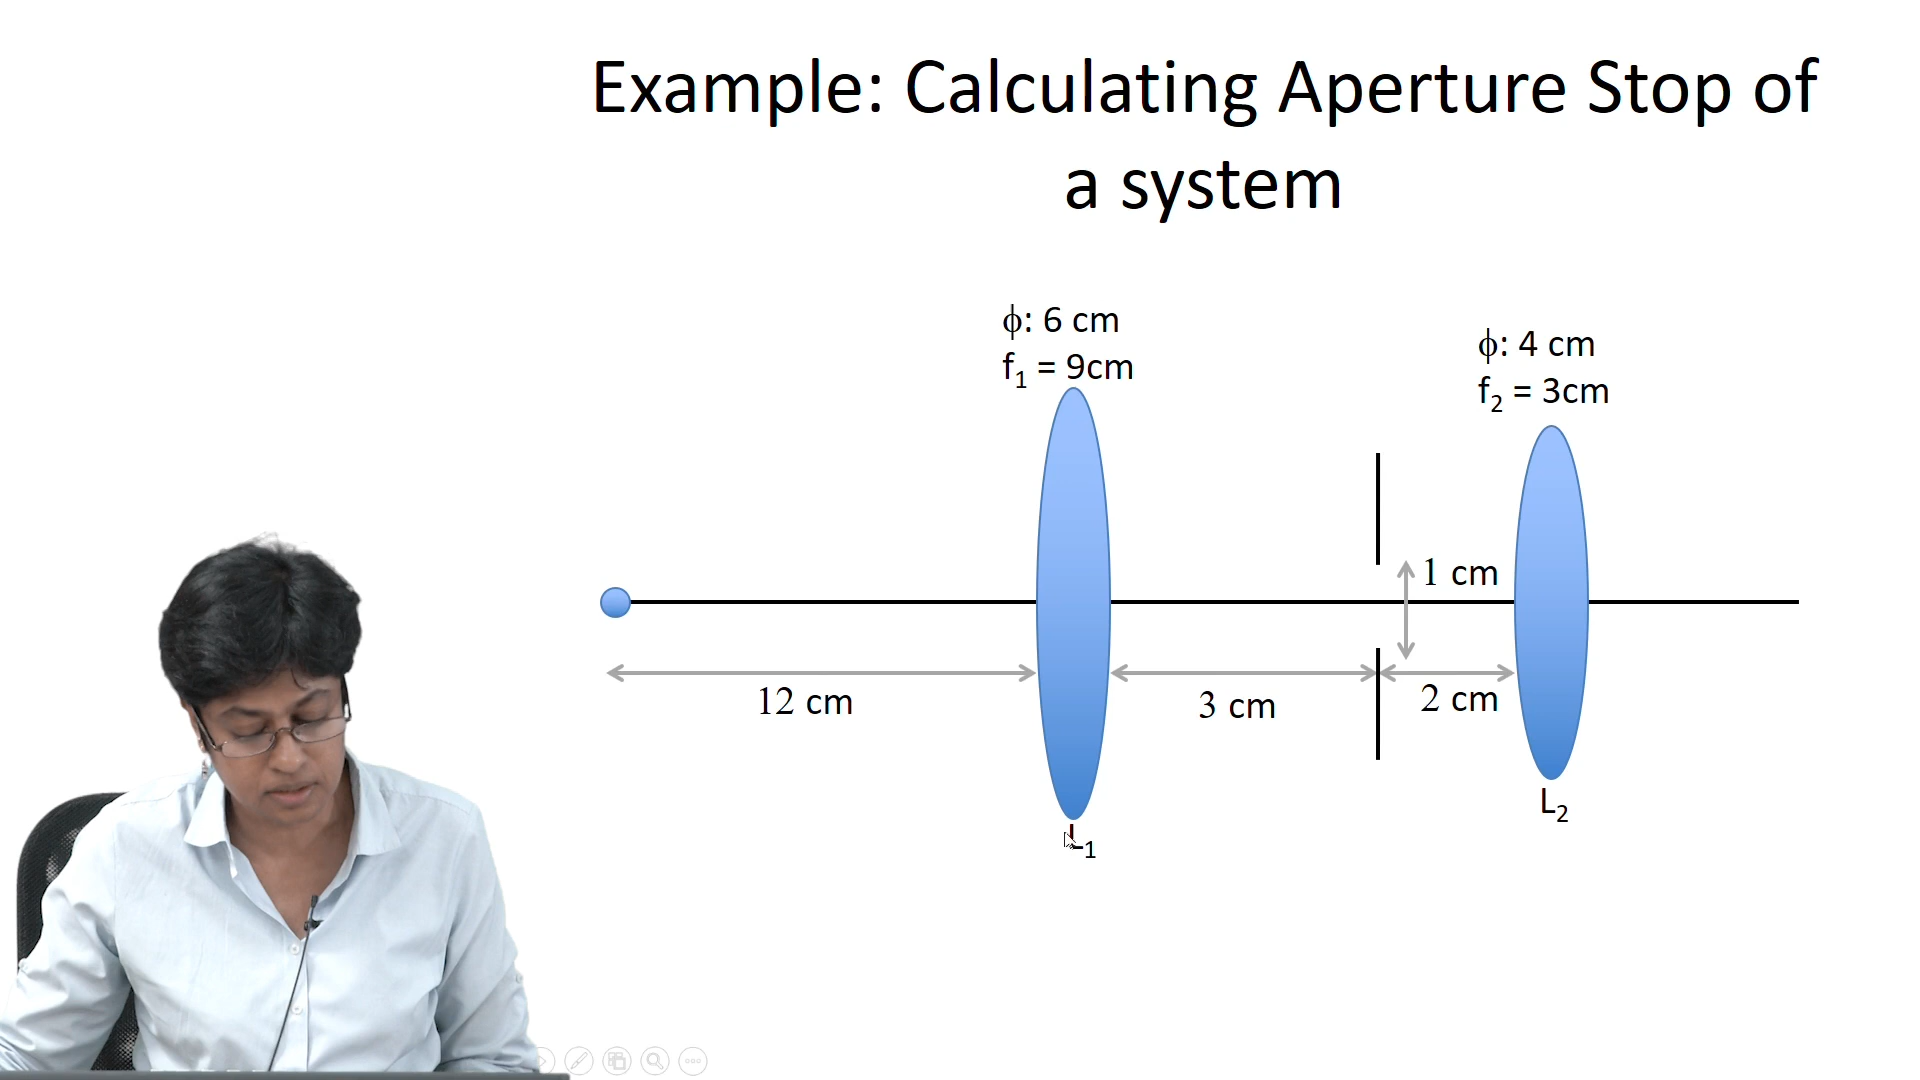 Example: Calculating Aperture Stop of
a system
ϕ: 6 cm
f₁ = 9cm
ϕ: 4 cm
f₂ = 3cm
1 cm
12 cm
3 cm
2 cm
L₂
L₁